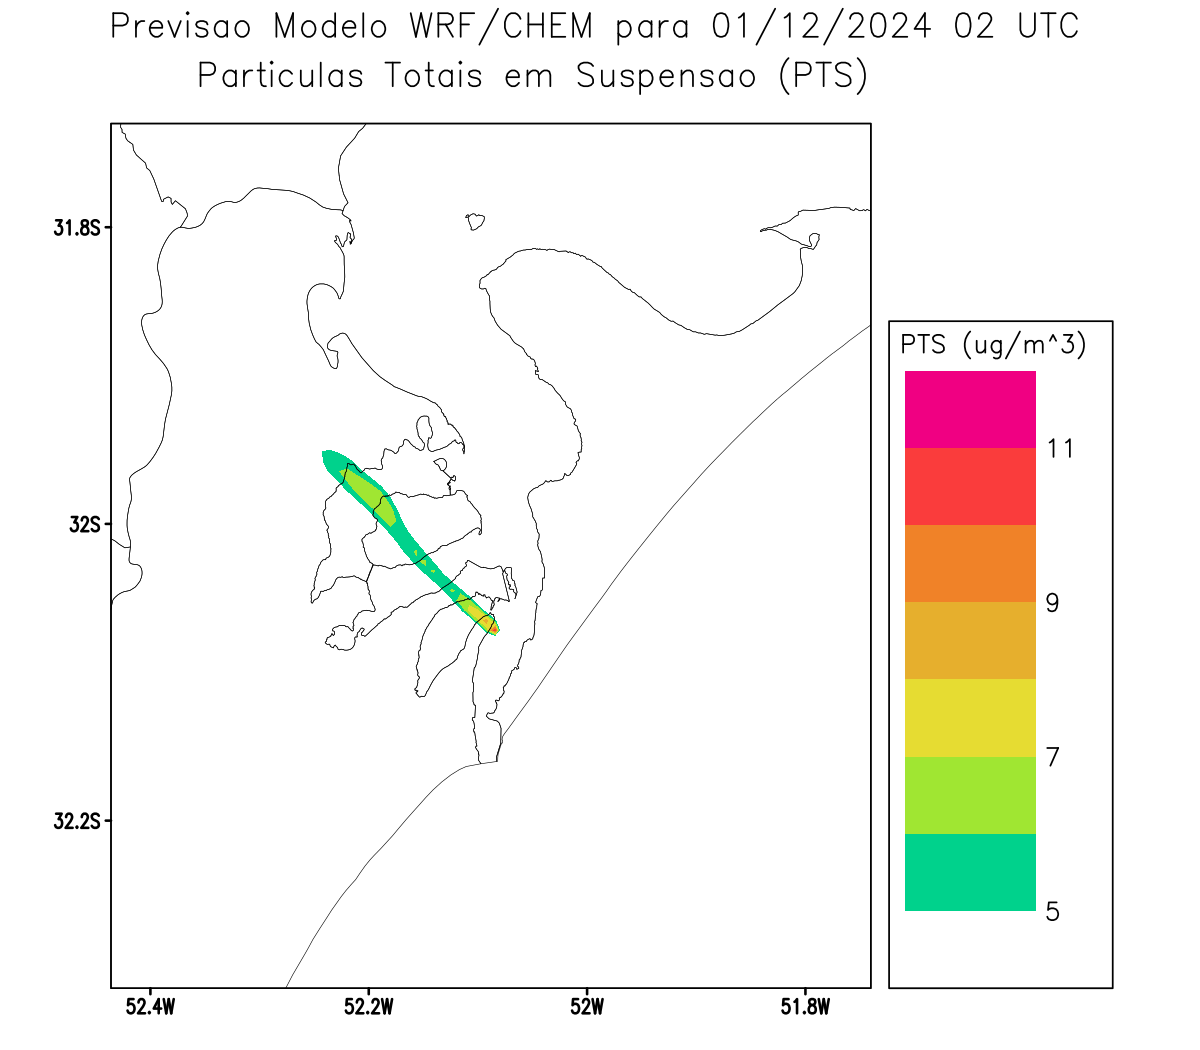 Previsao Modelo WRF/CHEM para 01/12/2024 02 UTC
Particulas Totais em Suspensao (PTS)
31.8S
32S
32.2S
52.4W 52.2W 52W 51.8W
PTS (ug/m^3)
11
9
7
5